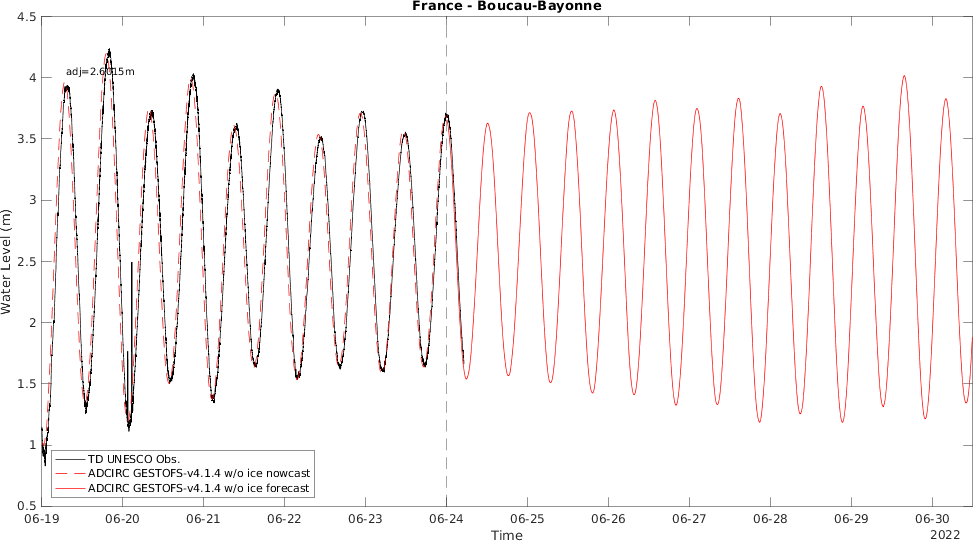 France - Boucau-Bayonne
4.5
4
3.5
3
2.5
2
1.5
1
0.5
Water Level (m)
adj=2.6015m
TD UNESCO Obs.
ADCIRC GESTOFS-v4.1.4 w/o ice nowcast
ADCIRC GESTOFS-v4.1.4 w/o ice forecast
06-19 06-20 06-21 06-22 06-23 06-24 06-25 06-26 06-27 06-28 06-29 06-30
Time
2022